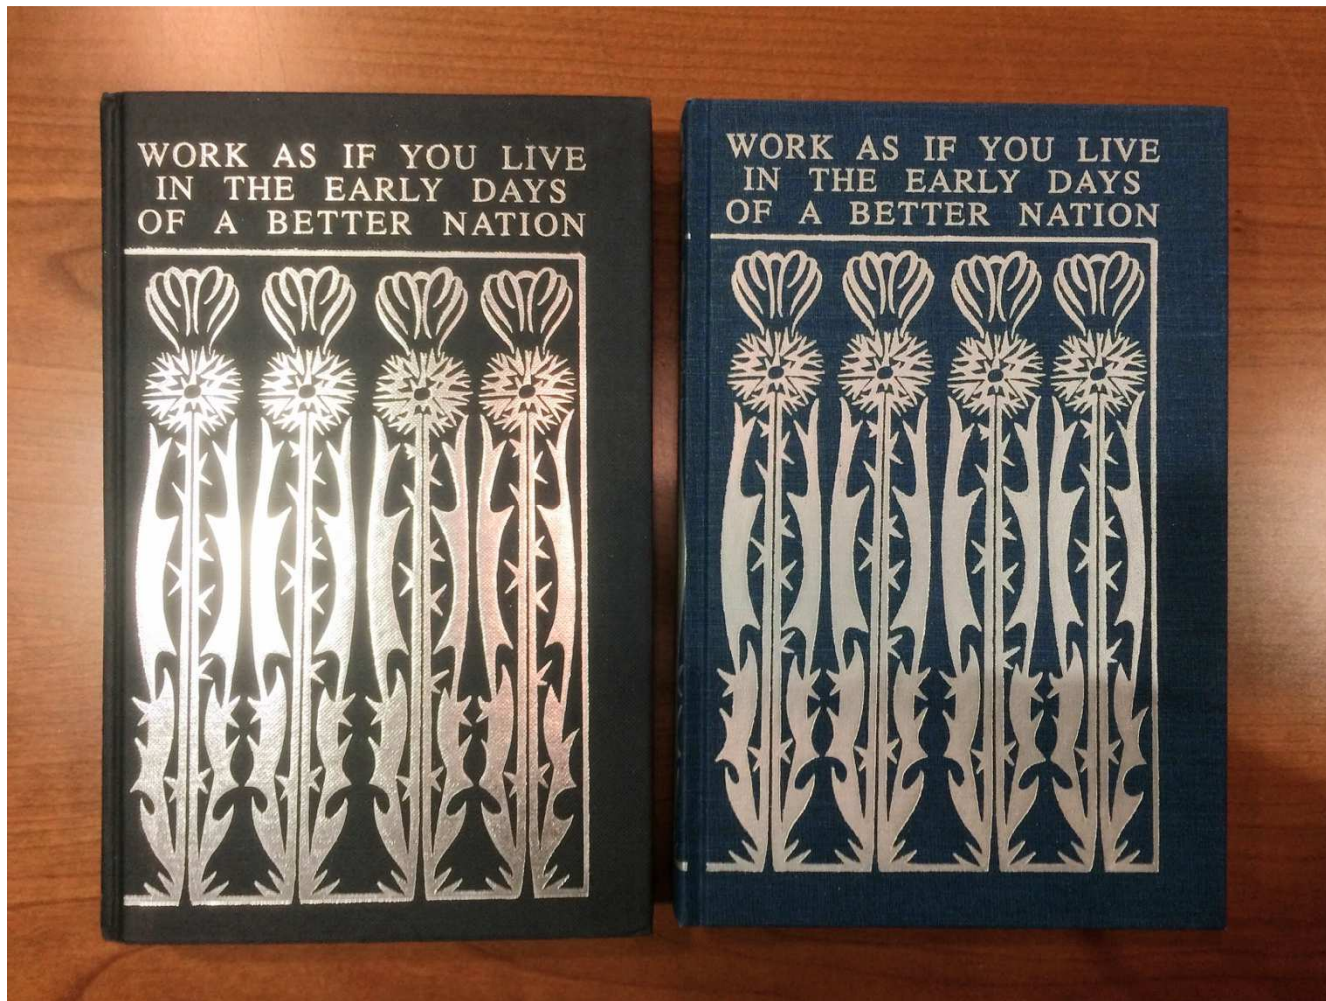 WORK AS IF YOU LIVE
IN THE EARLY DAYS
OF A BETTER NATION
WORK AS IF YOU LIVE
IN THE EARLY DAYS
OF A BETTER NATION